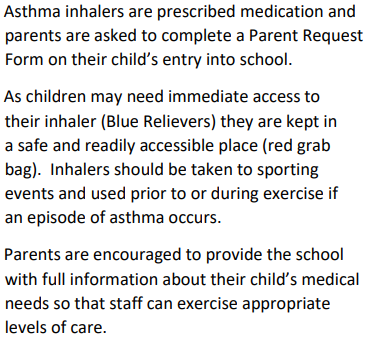 Asthma inhalers are prescribed medication and
parents are asked to complete a Parent Request
Form on their child’s entry into school.
As children may need immediate access to
their inhaler (Blue Relievers) they are kept in
a safe and readily accessible place (red grab
bag).  Inhalers should be taken to sporting
events and used prior to or during exercise if
an episode of asthma occurs.
Parents are encouraged to provide the school
with full information about their child’s medical
needs so that staff can exercise appropriate
levels of care.